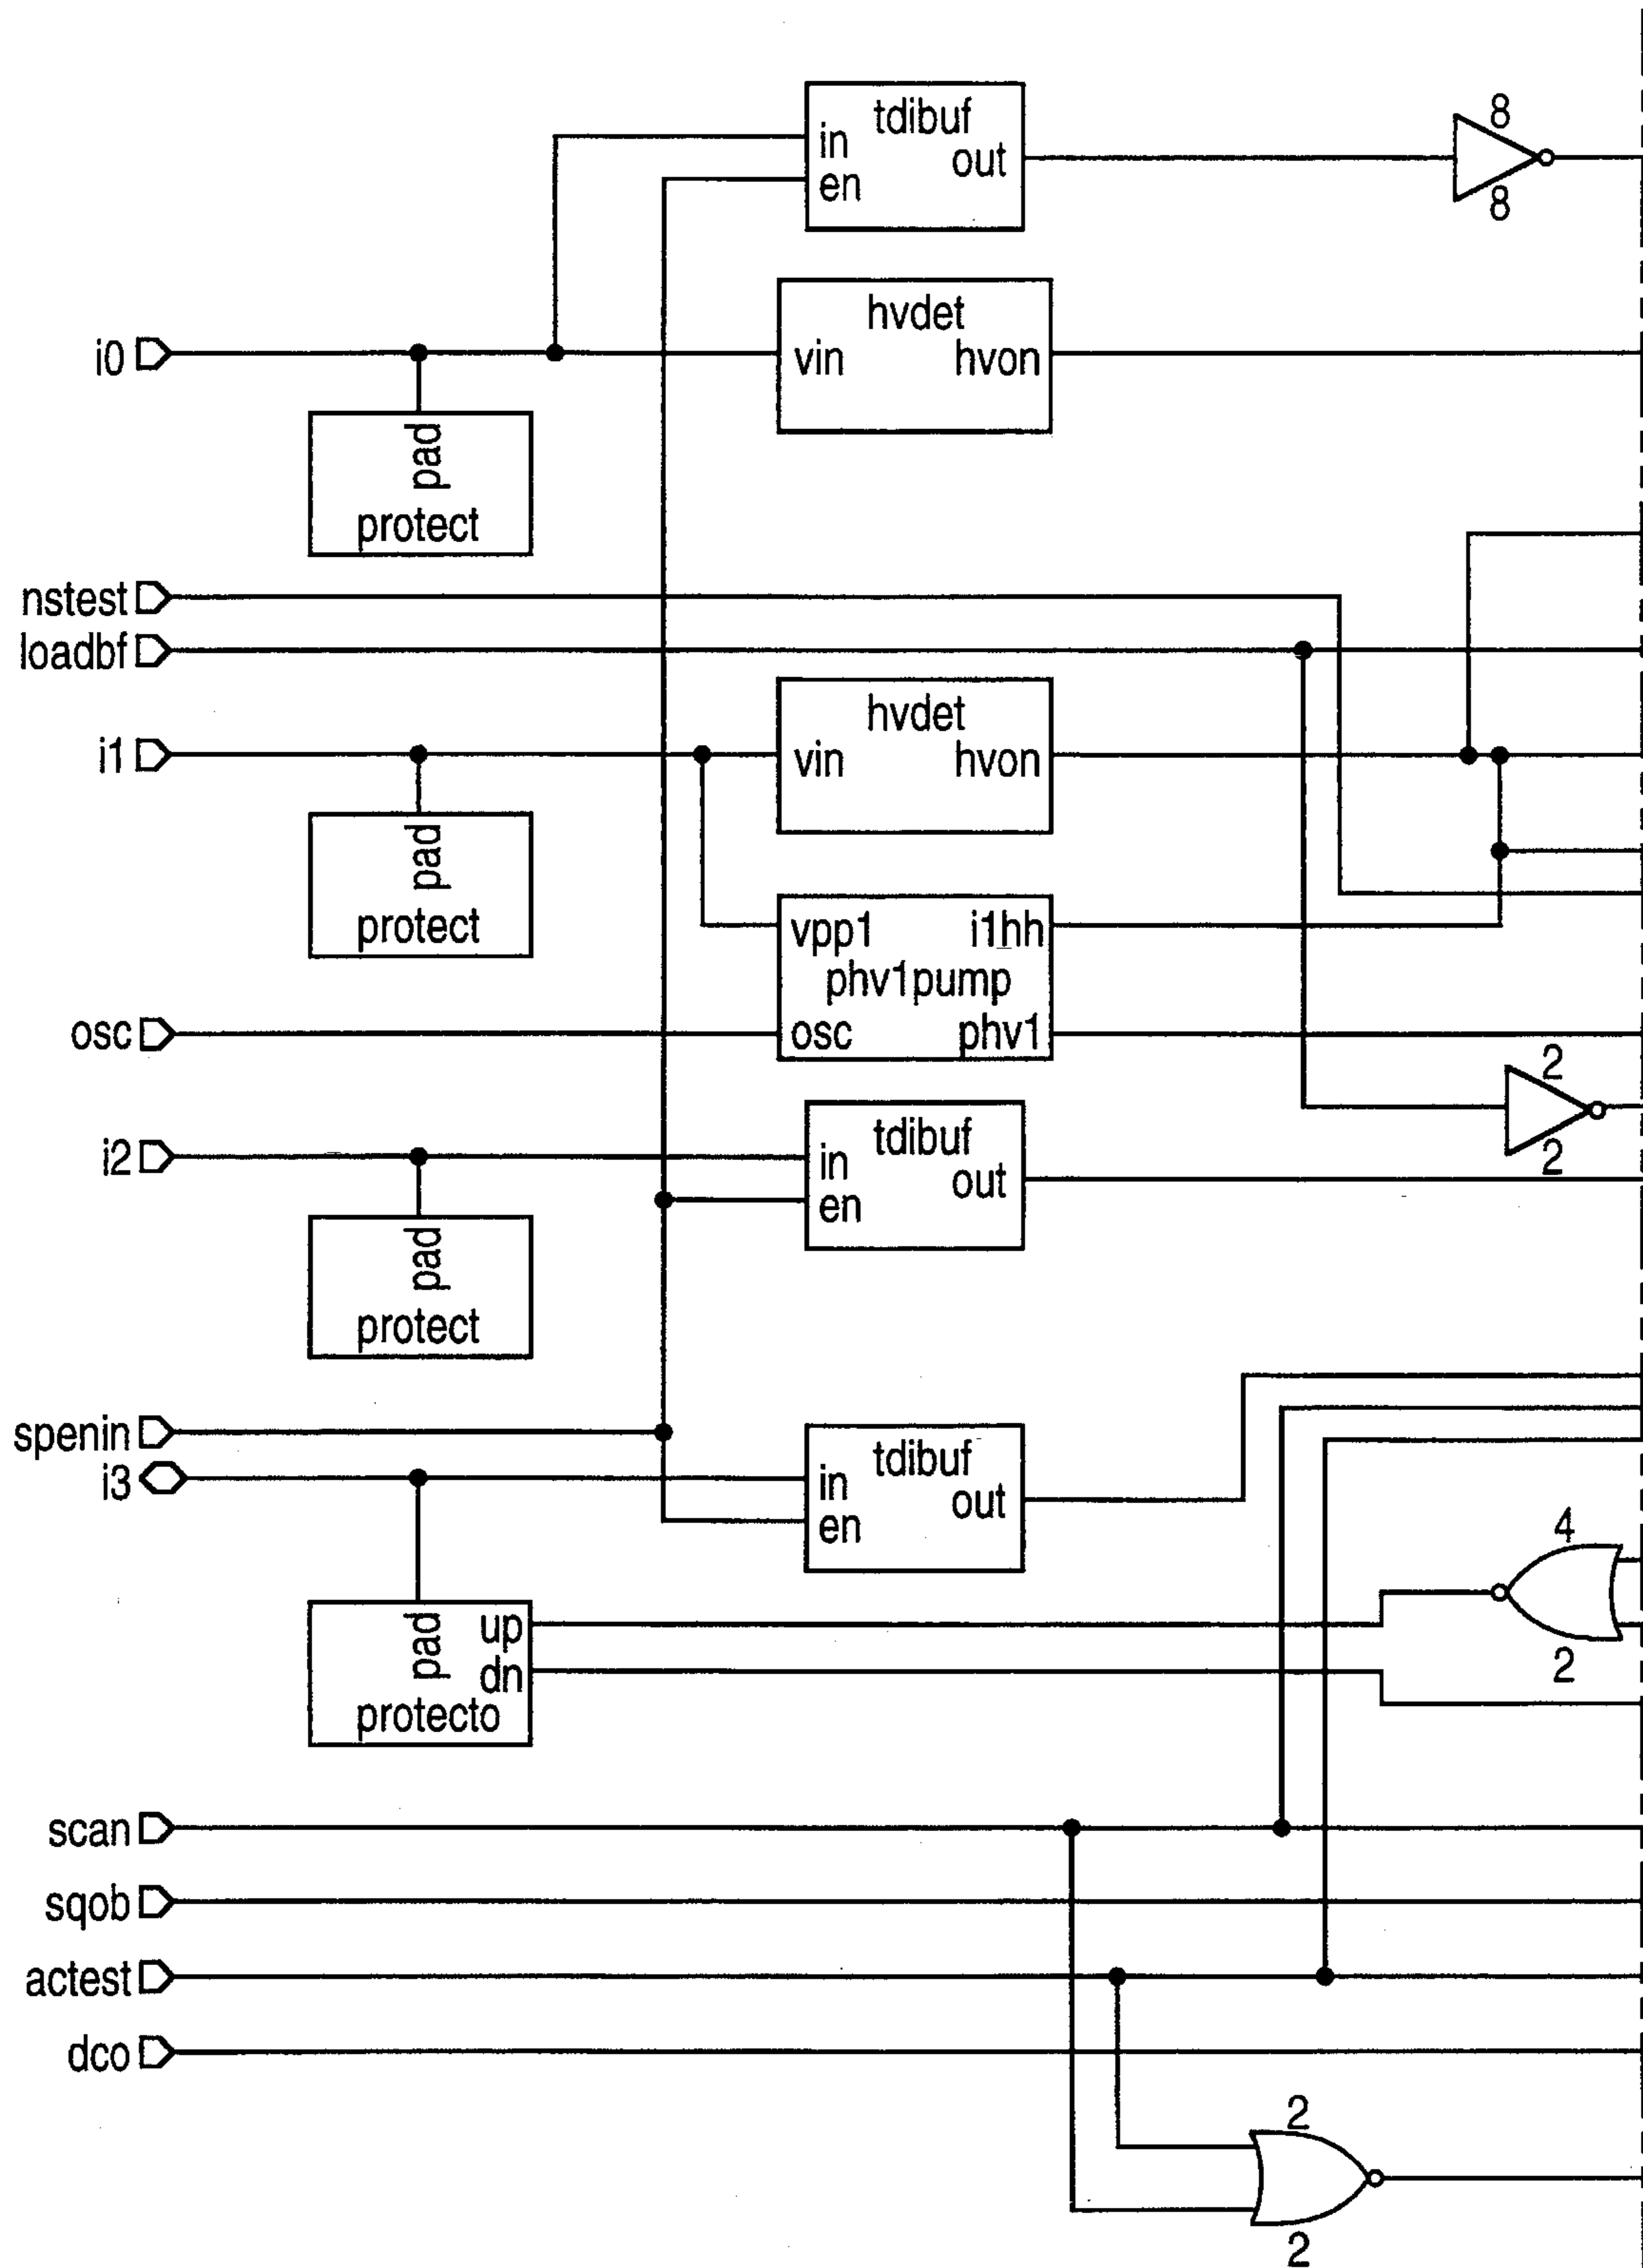 tdibuf
in
out
en
8
8
hvdet
i0
vin
hvon
pad
protect
nstest
loadbf
hvdet
i1
vin
hvon
pad
protect
vpp1
i1hh
phv1pump
osc
osc
phv1
2
2
tdibuf
i2
in
out
en
pad
protect
spenin
tdibuf
i3
in
out
en
4
2
pad
up
dn
protecto
scan
sqob
actest
dco
2
2